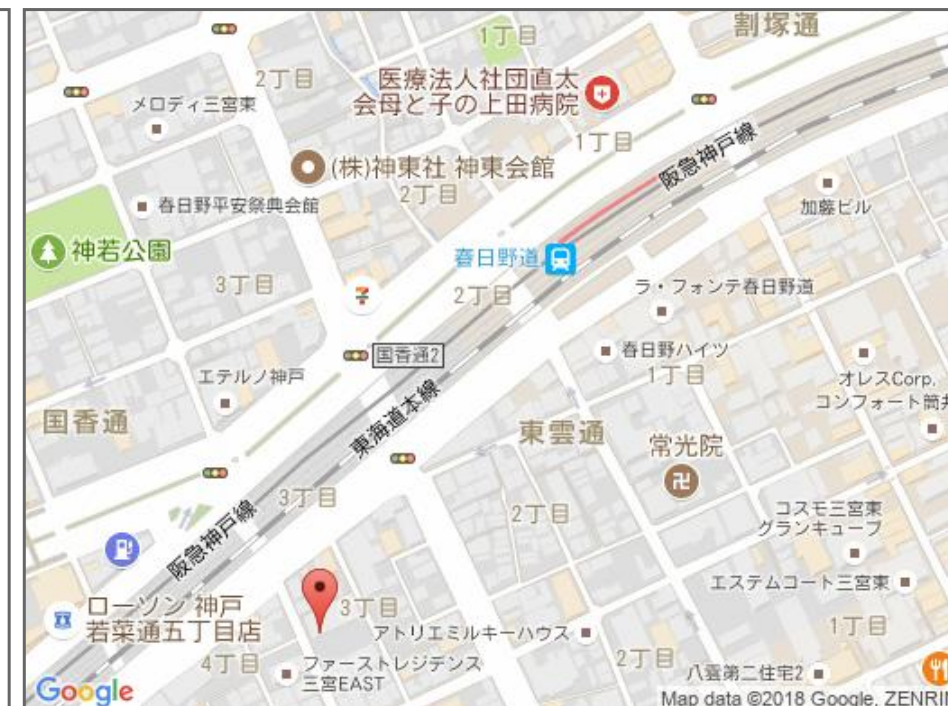 1丁目
割塚通
2丁目
医療法人社団直太
会母と子の上田病院
メロディ三宮東
1丁目
阪急神戸線
(株)神東社 神東会館
2丁目
加藤ビル
春日野平安祭典会館
神若公園
春日野道
3丁目
2丁目
ラ・フォンテ春日野道
国香通2
春日野ハイツ
1丁目
エテルノ神戸
オレスCorp.
コンフォート筒井
国香通
東海道本線
東雲通
常光院
3丁目
2丁目
コスモ三宮東
グランキューブ
阪急神戸線
エステムコート三宮東
ローソン 神戸
若菜通五丁目店
3丁目
アトリエミルキーハウス
1丁目
4丁目
ファーストレジデンス
三宮EAST
2丁目
八雲第二住宅2
Google
Map data ©2018 Google, ZENRIN